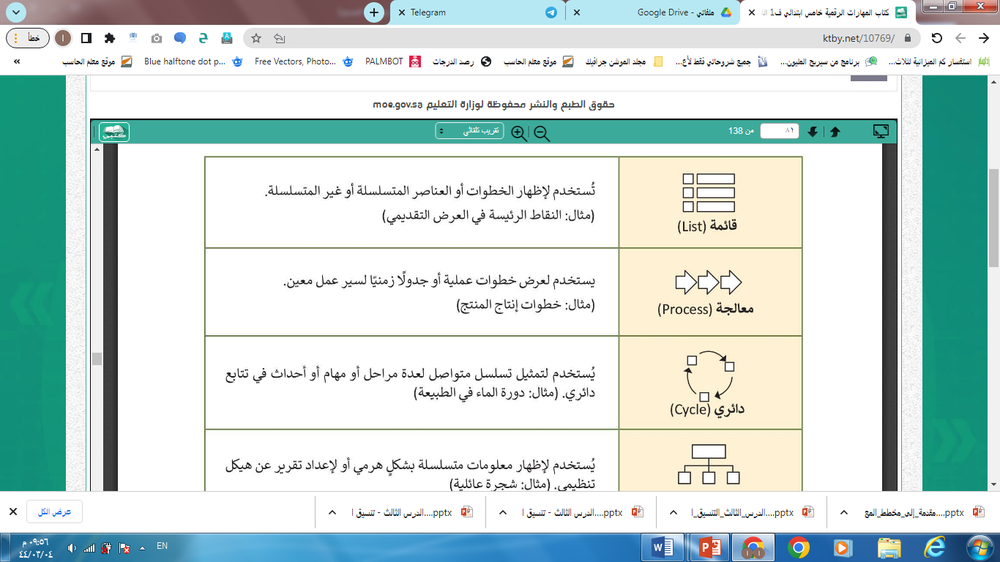 كتاب المهارات الرقمية خامس ابتدائي ف1
ملفاتي - Google Drive
Telegram
ktby.net/10769/
خطأ
استفسار كم الميزانية لثلاث...
برنامج من سيربح المليون...
جميع شروحاتي فقط لأع...
مجلد الموشن جرافيك
موقع معلم الحاسب
رصد الدرجات
PALMBOT
Free Vectors, Photo...
Blue halftone dot p...
موقع معلم الحاسب
حقوق الطبع والنشر محفوظة لوزارة التعليم moe.gov.sa
٨١ من 138
تقريب تلقائي
كتبي
قائمة (List)
تُستخدم لإظهار الخطوات أو العناصر المتسلسلة أو غير المتسلسلة.
(مثال: النقاط الرئيسة في العرض التقديمي)
معالجة (Process)
يستخدم لعرض خطوات عملية أو جدولًا زمنيًا لسير عمل معين.
(مثال: خطوات إنتاج المنتج)
دائري (Cycle)
يُستخدم لتمثيل تسلسل متواصل لعدة مراحل أو مهام أو أحداث في تتابع
دائري. (مثال: دورة الماء في الطبيعة)
يُستخدم لإظهار معلومات متسلسلة بشكلٍ هرمي أو لإعداد تقرير عن هيكل
تنظيمي. (مثال: شجرة عائلية)
مقدمة_إلى_مخطط_المع....pptx
الدرس_الثالث_التنسيق_ا....pptx
الدرس الثالث - تنسيق ا....pptx
الدرس الثالث - تنسيق ا....pptx
عرض الكل
EN
٠٩:٥٦ م
٤٤/٠٣/٠٤